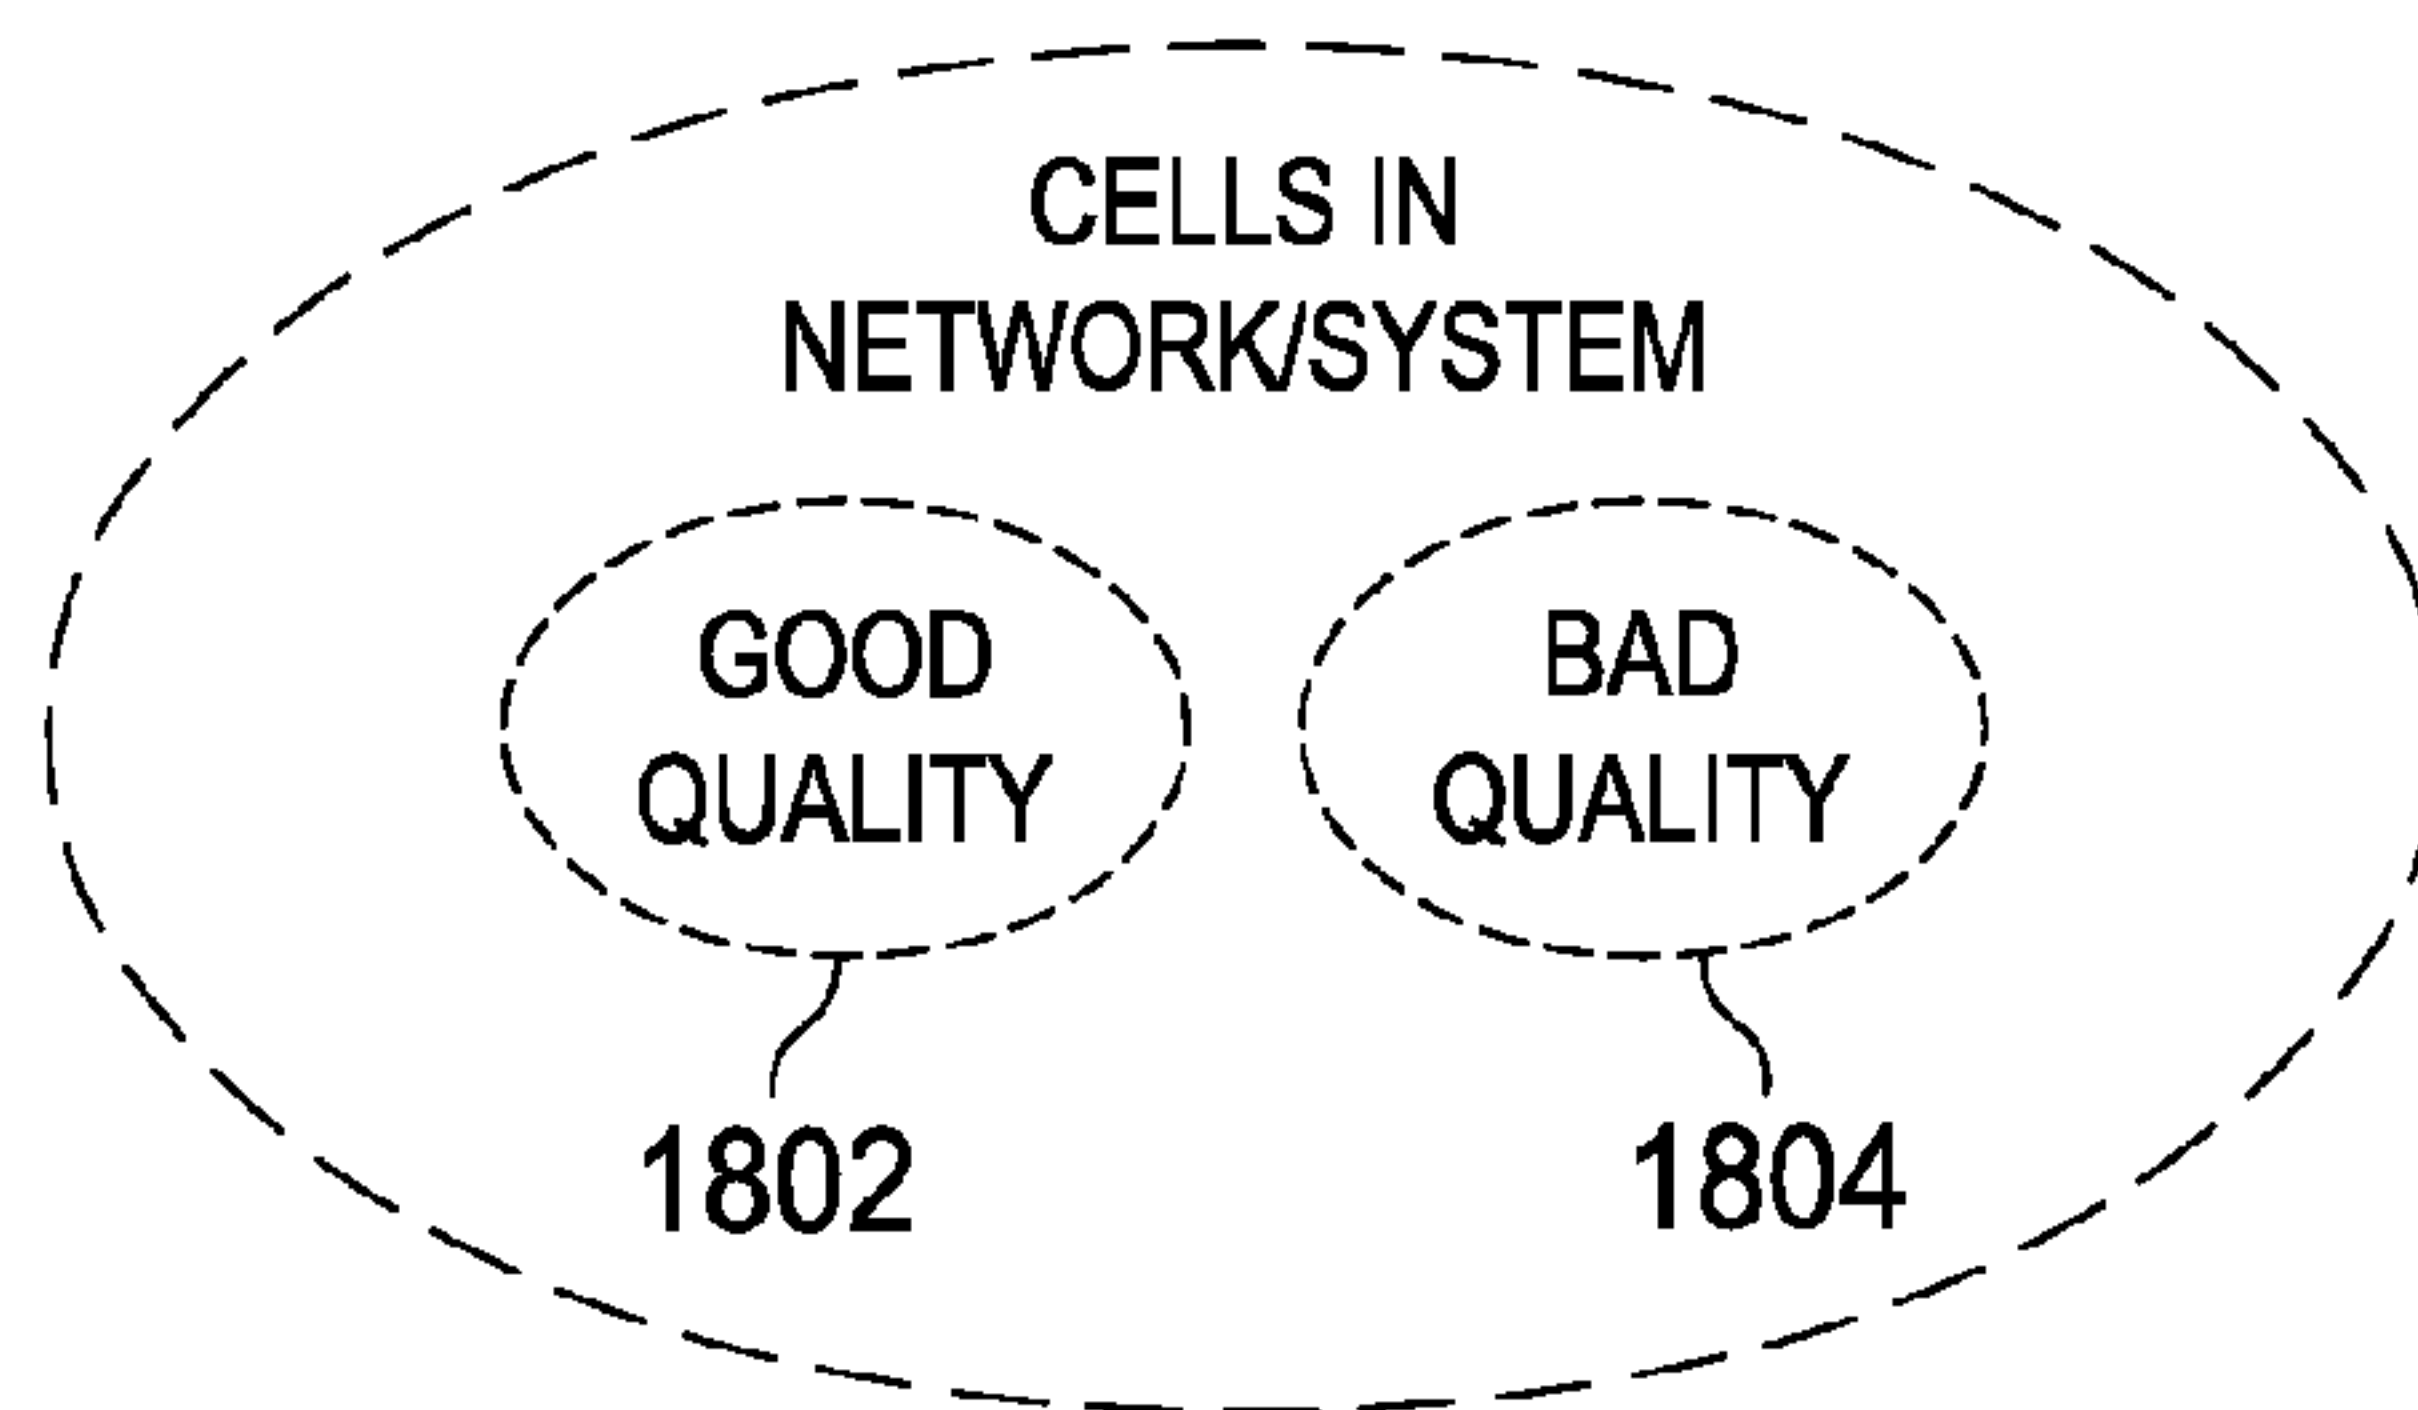 CELLS IN
NETWORK/SYSTEM
GOOD
QUALITY
BAD
QUALITY
1802
1804